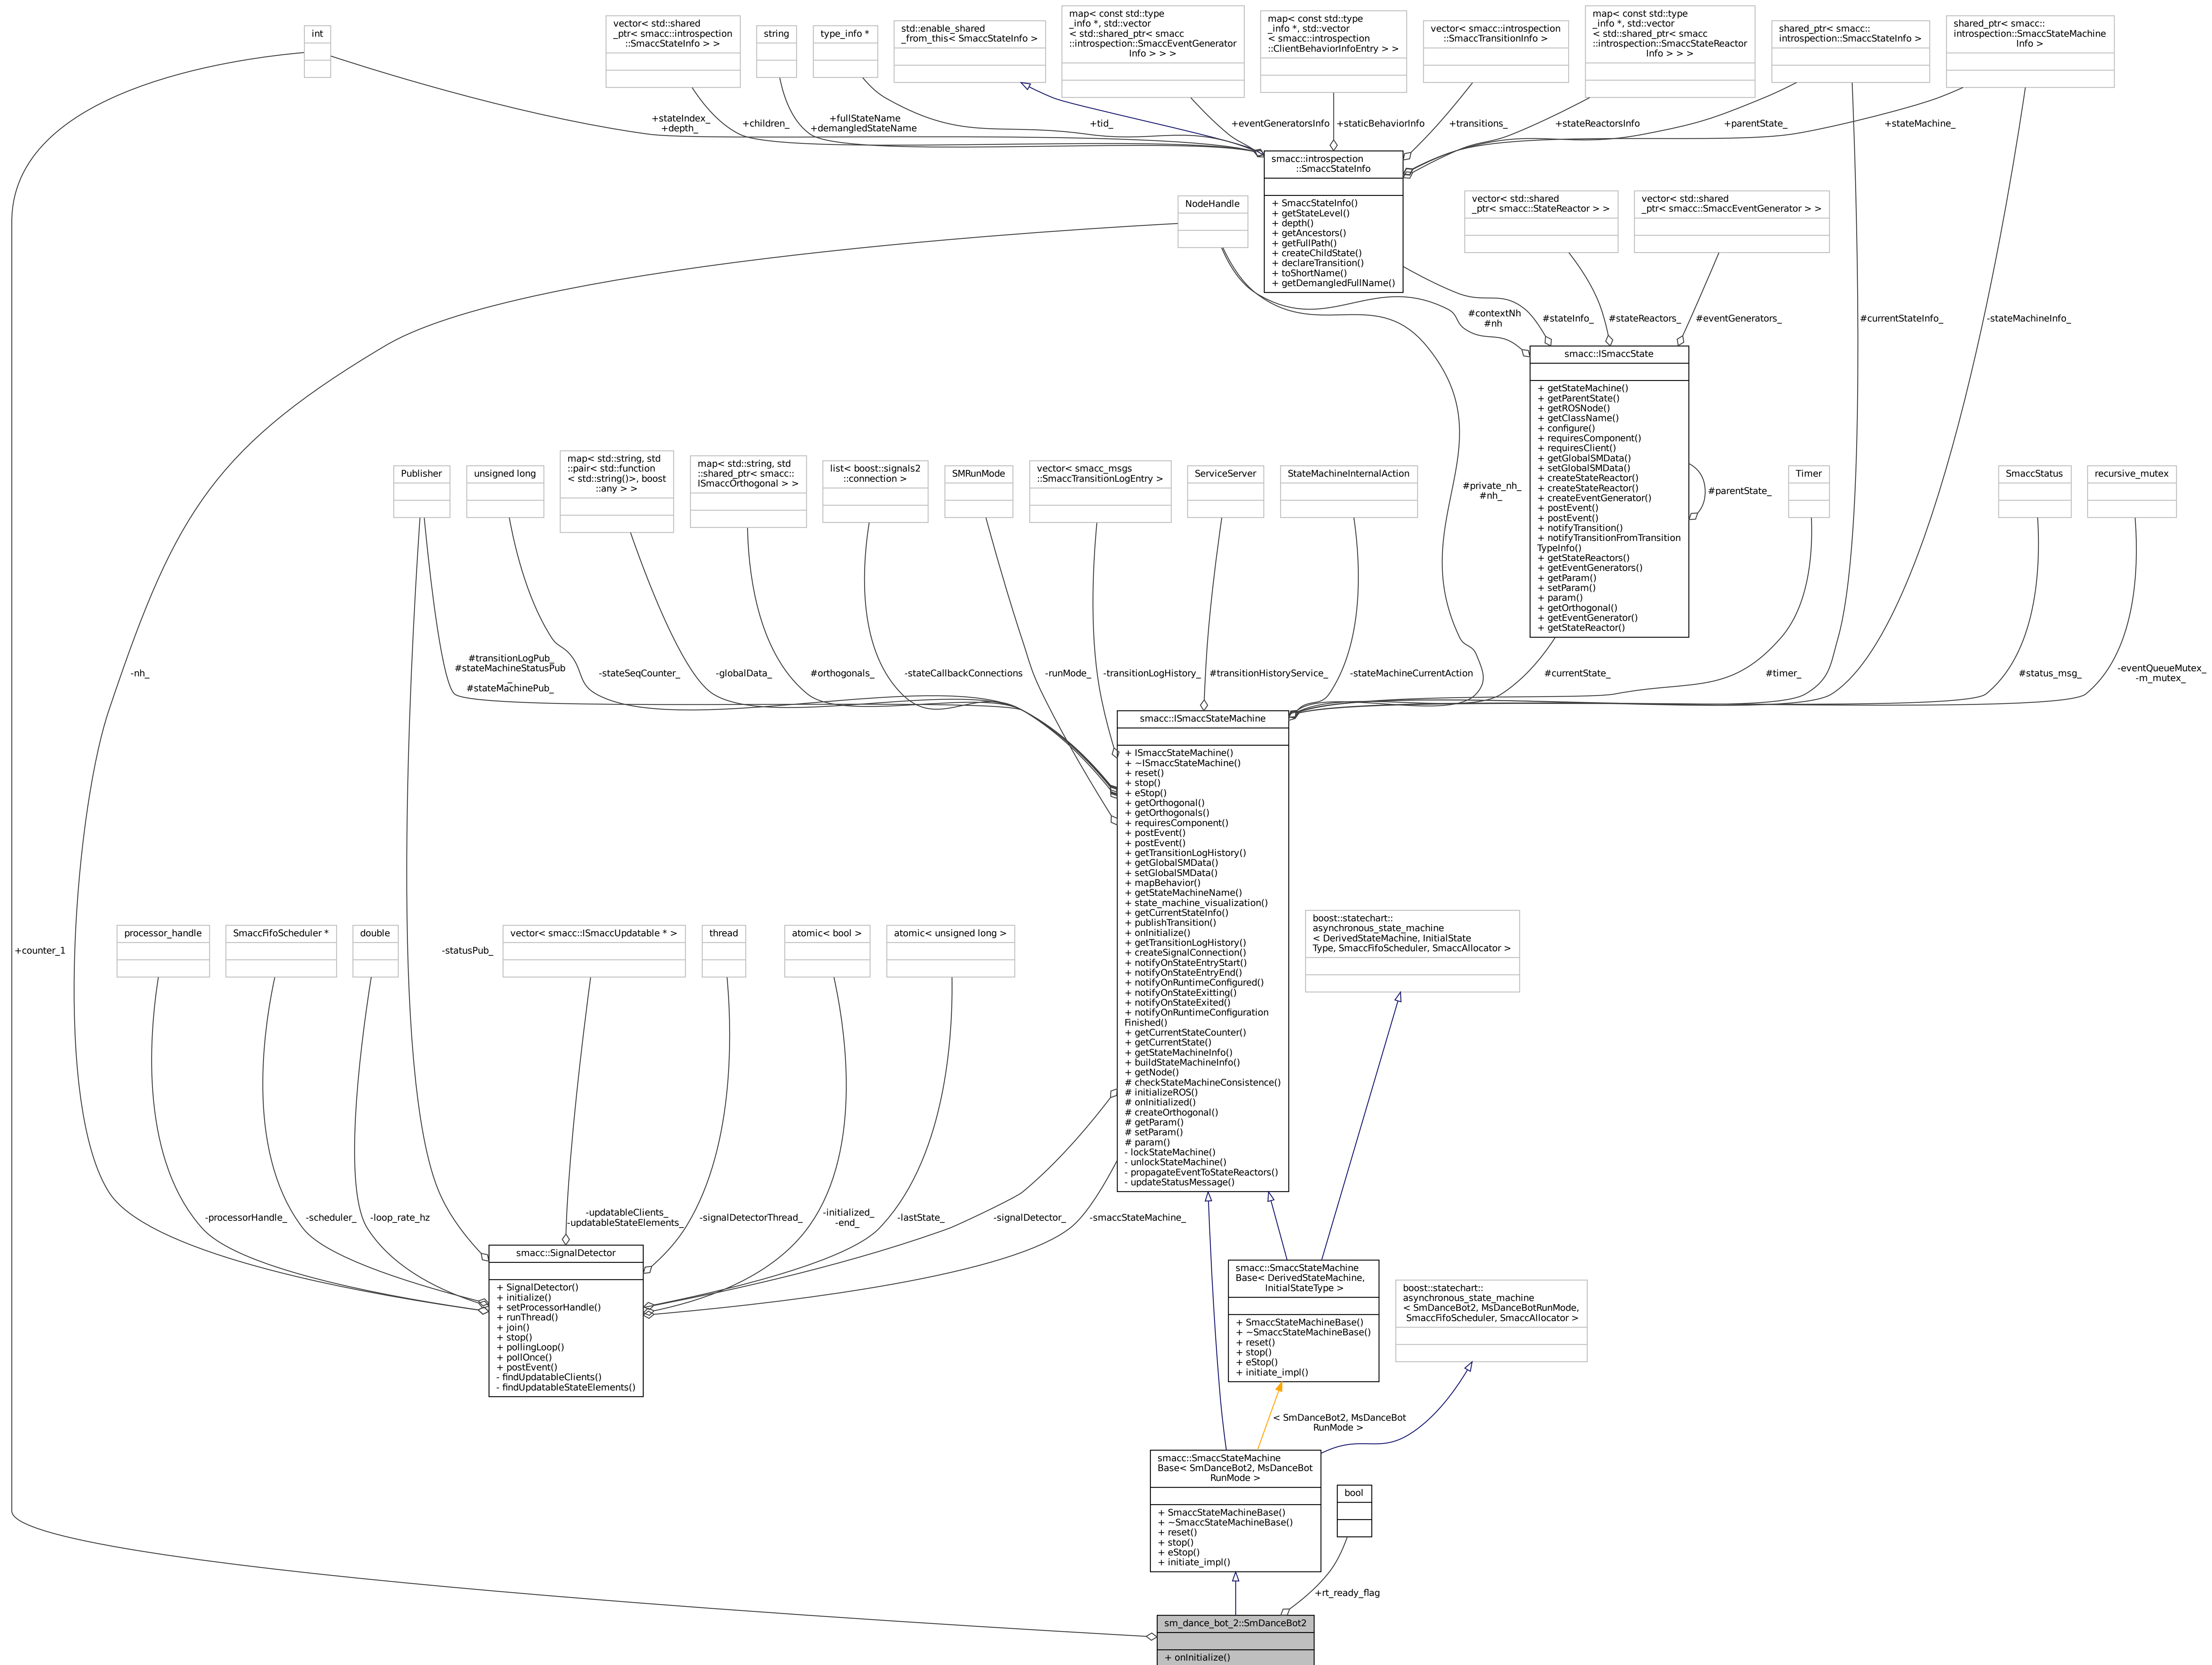 int
vector< std::shared
_ptr< smacc::introspection
::SmaccStateInfo > >
string
type_info *
std::enable_shared
_from_this< SmaccStateInfo >
map< const std::type
_info *, std::vector
< std::shared_ptr< smacc
::introspection::SmaccEventGenerator
Info > > >
map< const std::type
_info *, std::vector
< smacc::introspection
::ClientBehaviorInfoEntry > >
vector< smacc::introspection
::SmaccTransitionInfo >
map< const std::type
_info *, std::vector
< std::shared_ptr< smacc
::introspection::SmaccStateReactor
Info > > >
shared_ptr< smacc::
introspection::SmaccStateInfo >
shared_ptr< smacc::
introspection::SmaccStateMachine
Info >
+stateIndex_
+depth_
+children_
+fullStateName
+demangledStateName
+tid_
+eventGeneratorsInfo
+staticBehaviorInfo
+transitions_
+stateReactorsInfo
+parentState_
+stateMachine_
smacc::introspection
::SmaccStateInfo
+ SmaccStateInfo()
+ getStateLevel()
+ depth()
+ getAncestors()
+ getFullPath()
+ createChildState()
+ declareTransition()
+ toShortName()
+ getDemangledFullName()
NodeHandle
vector< std::shared
_ptr< smacc::StateReactor > >
vector< std::shared
_ptr< smacc::SmaccEventGenerator > >
#contextNh
#nh
#stateInfo_
#stateReactors_
#eventGenerators_
#currentStateInfo_
-stateMachineInfo_
smacc::ISmaccState
+ getStateMachine()
+ getParentState()
+ getROSNode()
+ getClassName()
+ configure()
+ requiresComponent()
+ requiresClient()
+ getGlobalSMData()
+ setGlobalSMData()
+ createStateReactor()
+ createStateReactor()
+ createEventGenerator()
+ postEvent()
+ postEvent()
+ notifyTransition()
+ notifyTransitionFromTransition
TypeInfo()
+ getStateReactors()
+ getEventGenerators()
+ getParam()
+ setParam()
+ param()
+ getOrthogonal()
+ getEventGenerator()
+ getStateReactor()
#parentState_
Publisher
unsigned long
map< std::string, std
::pair< std::function
< std::string()>, boost
::any > >
map< std::string, std
::shared_ptr< smacc::
ISmaccOrthogonal > >
list< boost::signals2
::connection >
SMRunMode
vector< smacc_msgs
::SmaccTransitionLogEntry >
ServiceServer
StateMachineInternalAction
#private_nh_
#nh_
Timer
SmaccStatus
recursive_mutex
-nh_
#transitionLogPub_
#stateMachineStatusPub
_
#stateMachinePub_
-stateSeqCounter_
-globalData_
#orthogonals_
-stateCallbackConnections
-runMode_
-transitionLogHistory_
#transitionHistoryService_
-stateMachineCurrentAction
#currentState_
#timer_
#status_msg_
-eventQueueMutex_
-m_mutex_
smacc::ISmaccStateMachine
+ ISmaccStateMachine()
+ ~ISmaccStateMachine()
+ reset()
+ stop()
+ eStop()
+ getOrthogonal()
+ getOrthogonals()
+ requiresComponent()
+ postEvent()
+ postEvent()
+ getTransitionLogHistory()
+ getGlobalSMData()
+ setGlobalSMData()
+ mapBehavior()
+ getStateMachineName()
+ state_machine_visualization()
+ getCurrentStateInfo()
+ publishTransition()
+ onInitialize()
+ getTransitionLogHistory()
+ createSignalConnection()
+ notifyOnStateEntryStart()
+ notifyOnStateEntryEnd()
+ notifyOnRuntimeConfigured()
+ notifyOnStateExitting()
+ notifyOnStateExited()
+ notifyOnRuntimeConfiguration
Finished()
+ getCurrentStateCounter()
+ getCurrentState()
+ getStateMachineInfo()
+ buildStateMachineInfo()
+ getNode()
# checkStateMachineConsistence()
# initializeROS()
# onInitialized()
# createOrthogonal()
# getParam()
# setParam()
# param()
- lockStateMachine()
- unlockStateMachine()
- propagateEventToStateReactors()
- updateStatusMessage()
+counter_1
processor_handle
SmaccFifoScheduler *
double
-statusPub_
vector< smacc::ISmaccUpdatable * >
thread
atomic< bool >
atomic< unsigned long >
boost::statechart::
asynchronous_state_machine
< DerivedStateMachine, InitialState
Type, SmaccFifoScheduler, SmaccAllocator >
-processorHandle_
-scheduler_
-loop_rate_hz
-updatableClients_
-updatableStateElements_
-signalDetectorThread_
-initialized_
-end_
-lastState_
-signalDetector_
-smaccStateMachine_
smacc::SignalDetector
+ SignalDetector()
+ initialize()
+ setProcessorHandle()
+ runThread()
+ join()
+ stop()
+ pollingLoop()
+ pollOnce()
+ postEvent()
- findUpdatableClients()
- findUpdatableStateElements()
smacc::SmaccStateMachine
Base< DerivedStateMachine,
InitialStateType >
+ SmaccStateMachineBase()
+ ~SmaccStateMachineBase()
+ reset()
+ stop()
+ eStop()
+ initiate_impl()
boost::statechart::
asynchronous_state_machine
< SmDanceBot2, MsDanceBotRunMode,
SmaccFifoScheduler, SmaccAllocator >
< SmDanceBot2, MsDanceBot
RunMode >
smacc::SmaccStateMachine
Base< SmDanceBot2, MsDanceBot
RunMode >
+ SmaccStateMachineBase()
+ ~SmaccStateMachineBase()
+ reset()
+ stop()
+ eStop()
+ initiate_impl()
bool
+rt_ready_flag
sm_dance_bot_2::SmDanceBot2
+ onInitialize()